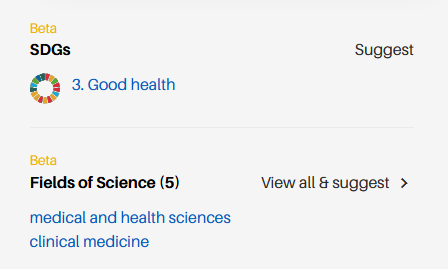 Beta
SDGs Suggest
3. Good health
Beta
Fields of Science (5) View all & suggest
medical and health sciences
clinical medicine